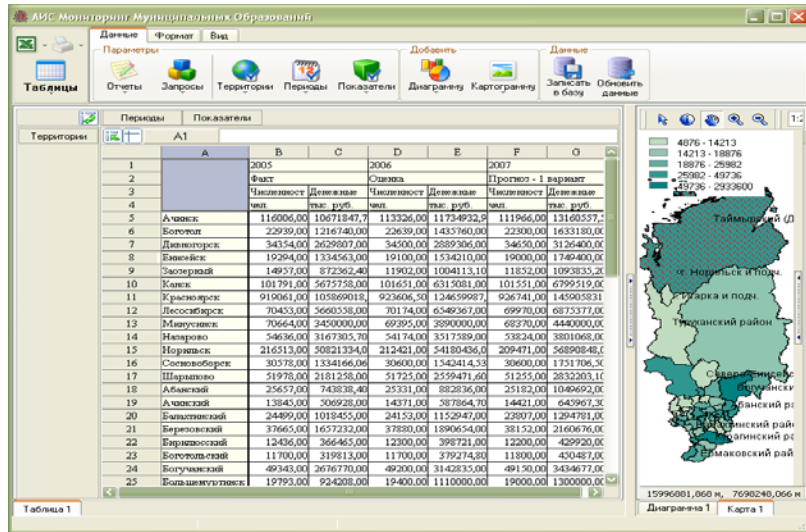 АИС Мониторинг Муниципальных Образований
Данные Формат Вид
Параметры Добавить Данные
Таблицы Отчеты Запросы Территории Периоды Показатели Диаграмму Картограмму Записать в базу Обновить данные
Периоды Показатели
Территории
A1
A B C D E F G
1 2005 2006 2007
2 Факт Оценка Прогноз - 1 вариант
3 Численност Денежные Численност Денежные Численност Денежные
4 чел. тыс. руб. чел. тыс. руб. чел. тыс. руб.
5 Ачинск 116006,00 10671847,7 113326,00 11734932,9 111966,00 13160557,5
6 Боготол 22939,00 1216740,00 22639,00 1435760,00 22300,00 1633180,00
7 Дивногорск 34354,00 2629807,00 34500,00 2889306,00 34650,00 3126400,00
8 Енисейск 19294,00 1334563,00 19100,00 1534210,00 19000,00 1749400,00
9 Заозерный 14957,00 872362,40 11902,00 1004113,10 11852,00 1093835,20
10 Канск 101791,00 5675758,00 101651,00 6315081,00 101551,00 6799519,00
11 Красноярск 919061,00 105869018, 923606,50 124659987, 926741,00 145905831
12 Лесосибирск 70453,00 5660558,00 70174,00 6549367,00 69970,00 6875377,00
13 Минусинск 70664,00 3450000,00 69395,00 3890000,00 68370,00 4440000,00
14 Назарово 54636,00 3167305,70 54174,00 3517589,00 53824,00 3801068,00
15 Норильск 216513,00 50821334,0 212421,00 54180436,0 209471,00 56890848,0
16 Сосновоборск 30578,00 1334166,06 30600,00 1542414,53 30600,00 1751706,50
17 Шарыпово 51978,00 2181258,00 51725,00 2559471,60 51255,00 2832203,10
18 Абанский 25657,00 743838,40 25331,00 882836,00 25182,00 1049692,00
19 Ачинский 13845,00 506928,00 14371,00 587864,70 14421,00 645967,30
20 Балахтинский 24499,00 1018455,00 24153,00 1152947,00 23807,00 1294781,00
21 Березовский 37665,00 1657232,00 37880,00 1890654,00 38152,00 2160676,00
22 Бирилюсский 12436,00 366465,00 12300,00 398721,00 12200,00 429920,00
23 Боготольский 11700,00 319813,00 11700,00 379274,80 11800,00 450487,00
24 Богучанский 49343,00 2676770,00 49200,00 3142835,00 49150,00 3434677,00
25 Большемуртинск 19793,00 924208,00 19400,00 1110000,00 19000,00 1300000,00
Таблица 1
1:2
4876 - 14213
14213 - 18876
18876 - 25982
25982 - 49736
49736 - 2933600
Таймырский (Д
г. Норильск и подч.
Игарка и подч.
Туруханский район
Северо-Енисейс
Богучански
Абанский ра
Балахтинский райо
Курагинский ра
Ермаковский рай
15996881,868 м, 7698248,066 м
Диаграмма 1 Карта 1